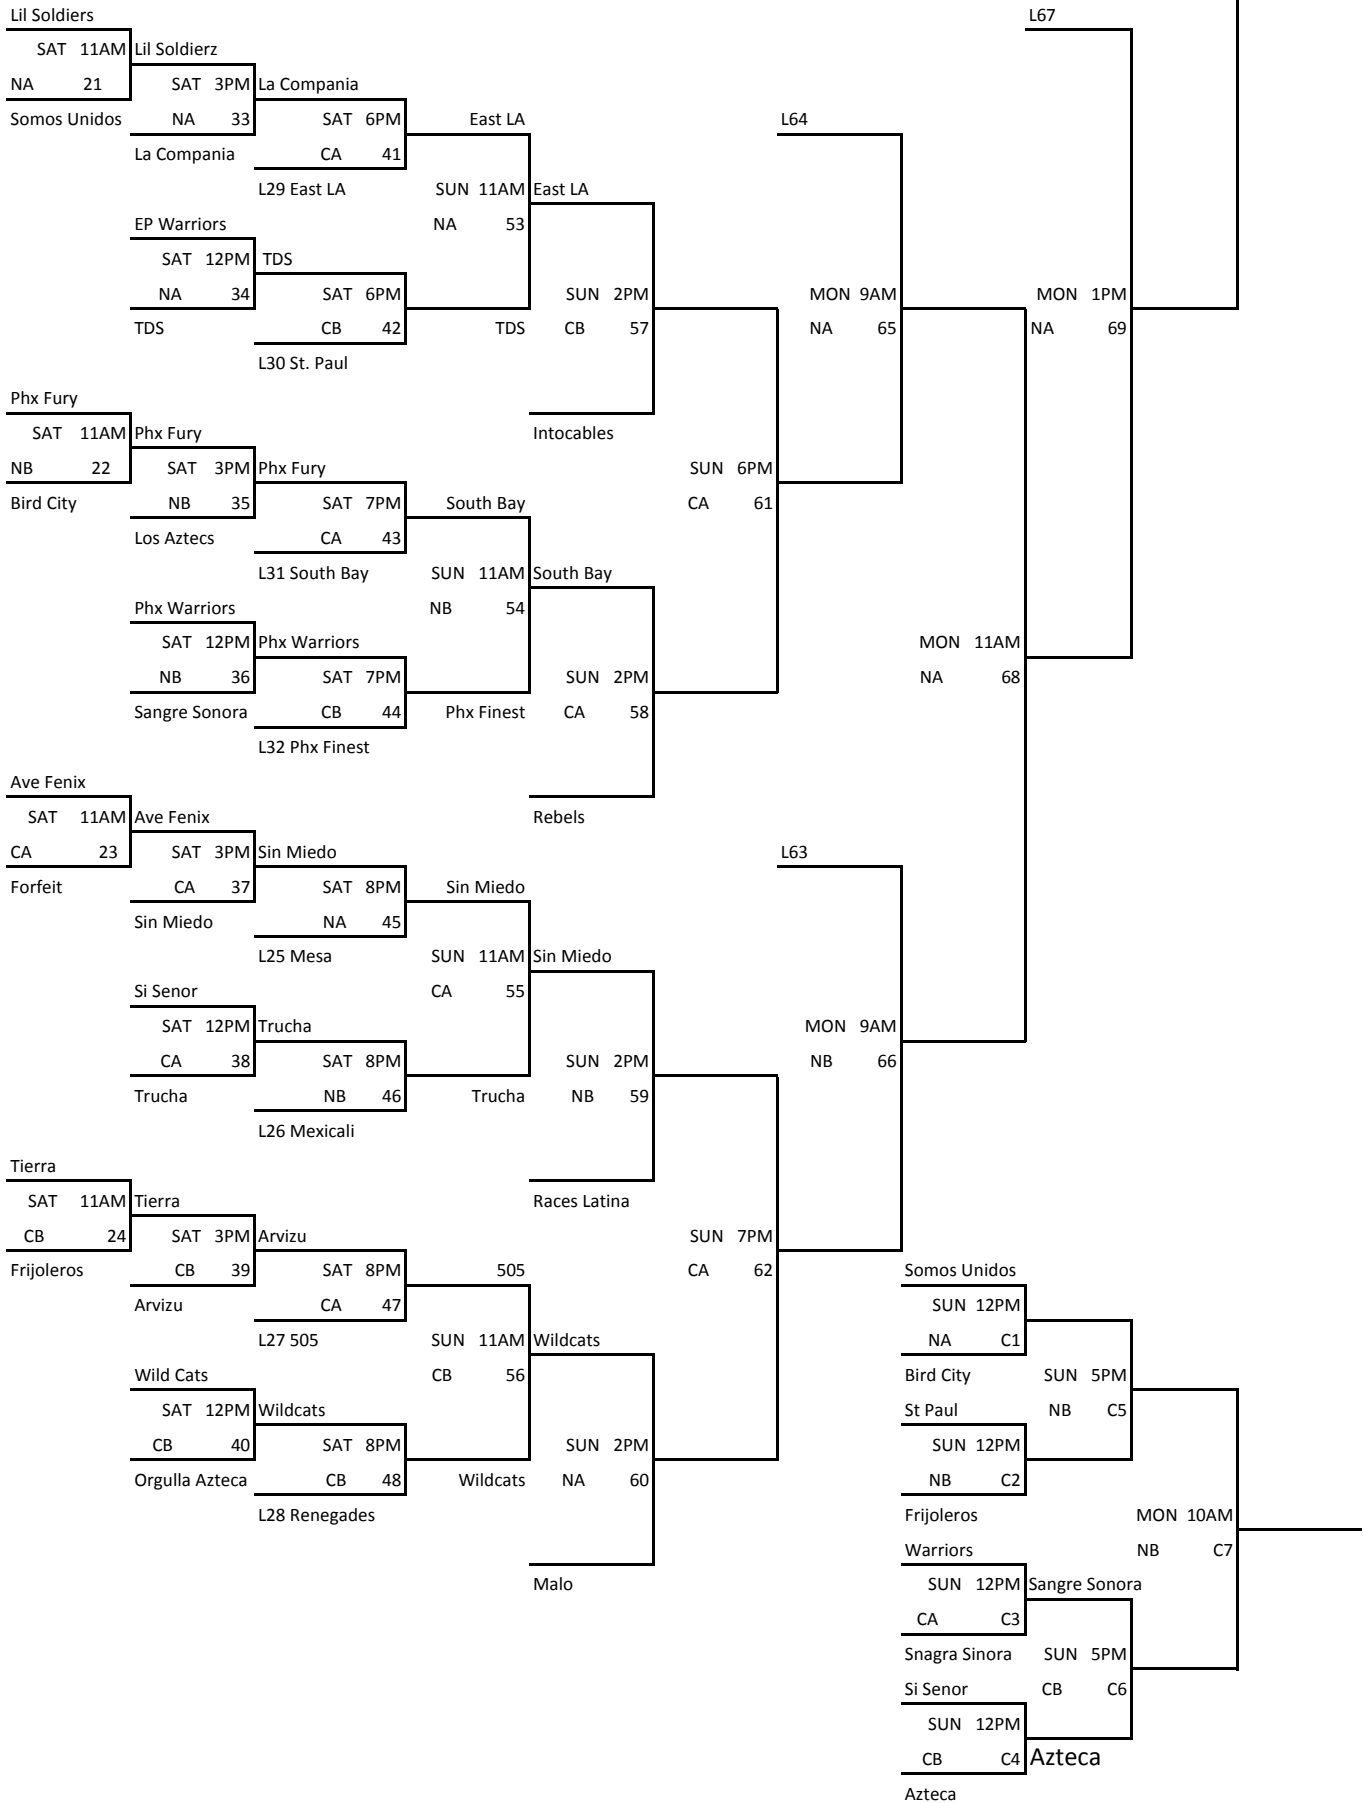 Lil Soldiers L67
SAT 11AM Lil Soldierz
NA 21 SAT 3PM La Compania
Somos Unidos NA 33 SAT 6PM East LA L64
La Compania CA 41
L29 East LA SUN 11AM East LA
EP Warriors NA 53
SAT 12PM TDS
NA 34 SAT 6PM SUN 2PM MON 9AM MON 1PM
TDS CB 42 TDS CB 57 NA 65 NA 69
L30 St. Paul
Phx Fury
SAT 11AM Phx Fury Intocables
NB 22 SAT 3PM Phx Fury SUN 6PM
Bird City NB 35 SAT 7PM South Bay CA 61
Los Aztecs CA 43
L31 South Bay SUN 11AM South Bay
Phx Warriors NB 54
SAT 12PM Phx Warriors MON 11AM
NB 36 SAT 7PM SUN 2PM NA 68
Sangre Sonora CB 44 Phx Finest CA 58
L32 Phx Finest
Ave Fenix
SAT 11AM Ave Fenix Rebels
CA 23 SAT 3PM Sin Miedo L63
Forfeit CA 37 SAT 8PM Sin Miedo
Sin Miedo NA 45
L25 Mesa SUN 11AM Sin Miedo
Si Senor CA 55
SAT 12PM Trucha MON 9AM
CA 38 SAT 8PM SUN 2PM NB 66
Trucha NB 46 Trucha NB 59
L26 Mexicali
Tierra
SAT 11AM Tierra Races Latina
CB 24 SAT 3PM Arvizu SUN 7PM
Frijoleros CB 39 SAT 8PM 505 CA 62 Somos Unidos
Arvizu CA 47 SUN 12PM
L27 505 SUN 11AM Wildcats NA C1
Wild Cats CB 56 Bird City SUN 5PM
SAT 12PM Wildcats St Paul NB C5
CB 40 SAT 8PM SUN 2PM SUN 12PM
Orgulla Azteca CB 48 Wildcats NA 60 NB C2
L28 Renegades Frijoleros MON 10AM
Warriors NB C7
Malo SUN 12PM Sangre Sonora
CA C3
Snagra Sinora SUN 5PM
Si Senor CB C6
SUN 12PM
CB C4 Azteca
Azteca